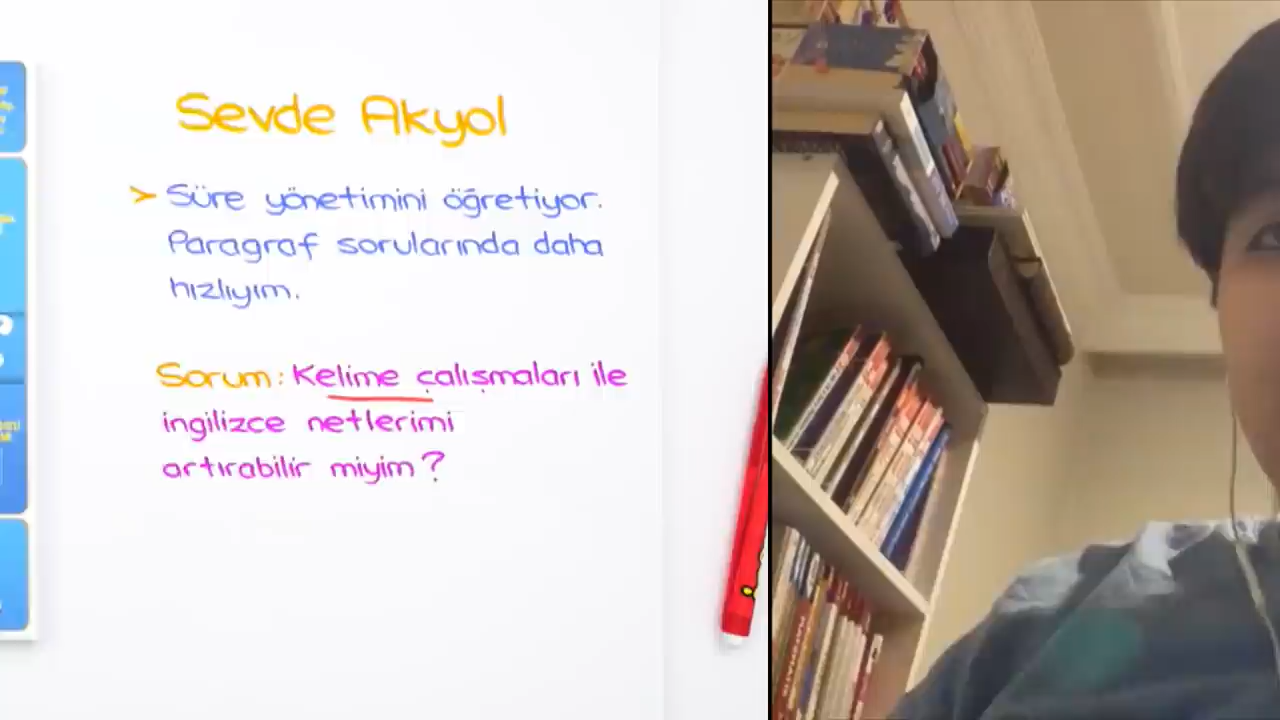 Sevde Akyol
> Süre yönetimini öğretiyor.
Paragraf sorularında daha
hızlıyım.
Sorum: Kelime çalışmaları ile
ingilizce netlerimi
artırabilir miyim?